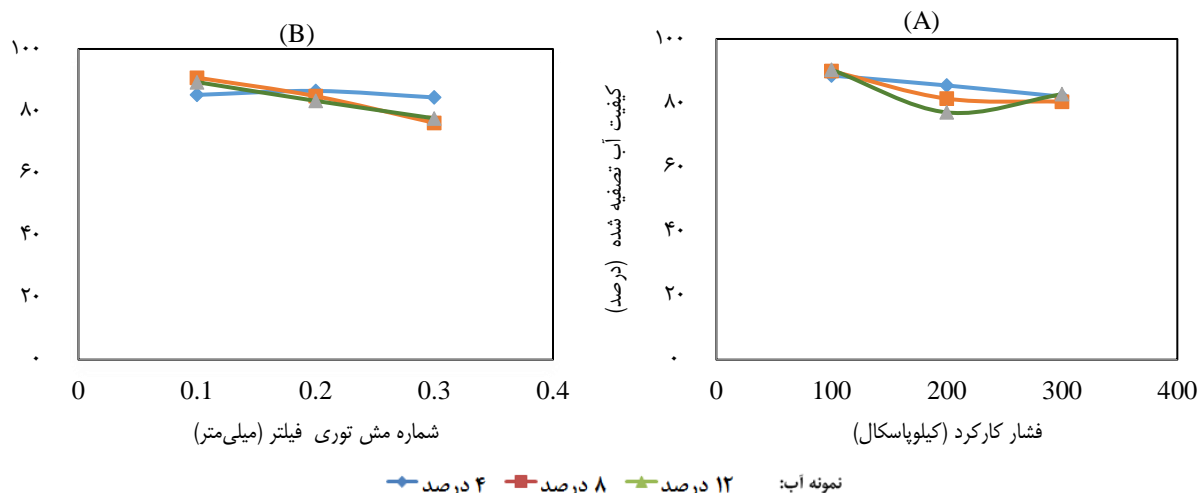 (B)
۱۰۰
۸۰
۶۰
۴۰
۲۰
۰
0 0.1 0.2 0.3 0.4
شماره مش توری فیلتر (میلی‌متر)
(A)
کیفیت آب تصفیه شده (درصد)
۱۰۰
۸۰
۶۰
۴۰
۲۰
۰
0 100 200 300 400
فشار کارکرد (کیلوپاسکال)
نمونه آب: ۱۲ درصد ۸ درصد ۴ درصد